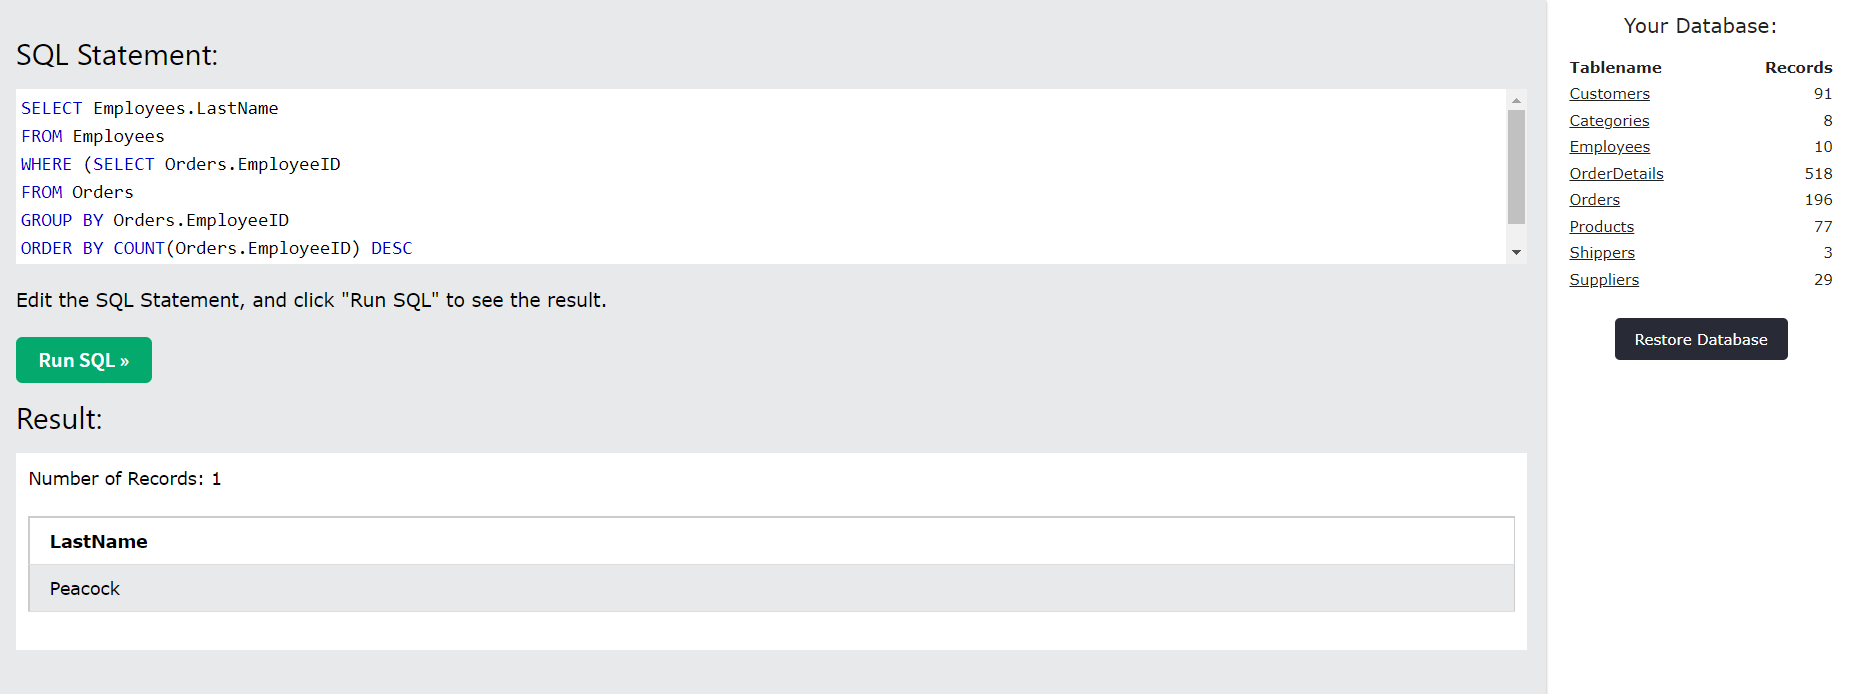 SQL Statement:
SELECT Employees.LastName
FROM Employees
WHERE (SELECT Orders.EmployeeID
FROM Orders
GROUP BY Orders.EmployeeID
ORDER BY COUNT(Orders.EmployeeID) DESC
Edit the SQL Statement, and click "Run SQL" to see the result.
Run SQL »
Result:
Number of Records: 1
LastName
Peacock
Your Database:
Tablename Records
Customers 91
Categories 8
Employees 10
OrderDetails 518
Orders 196
Products 77
Shippers 3
Suppliers 29
Restore Database